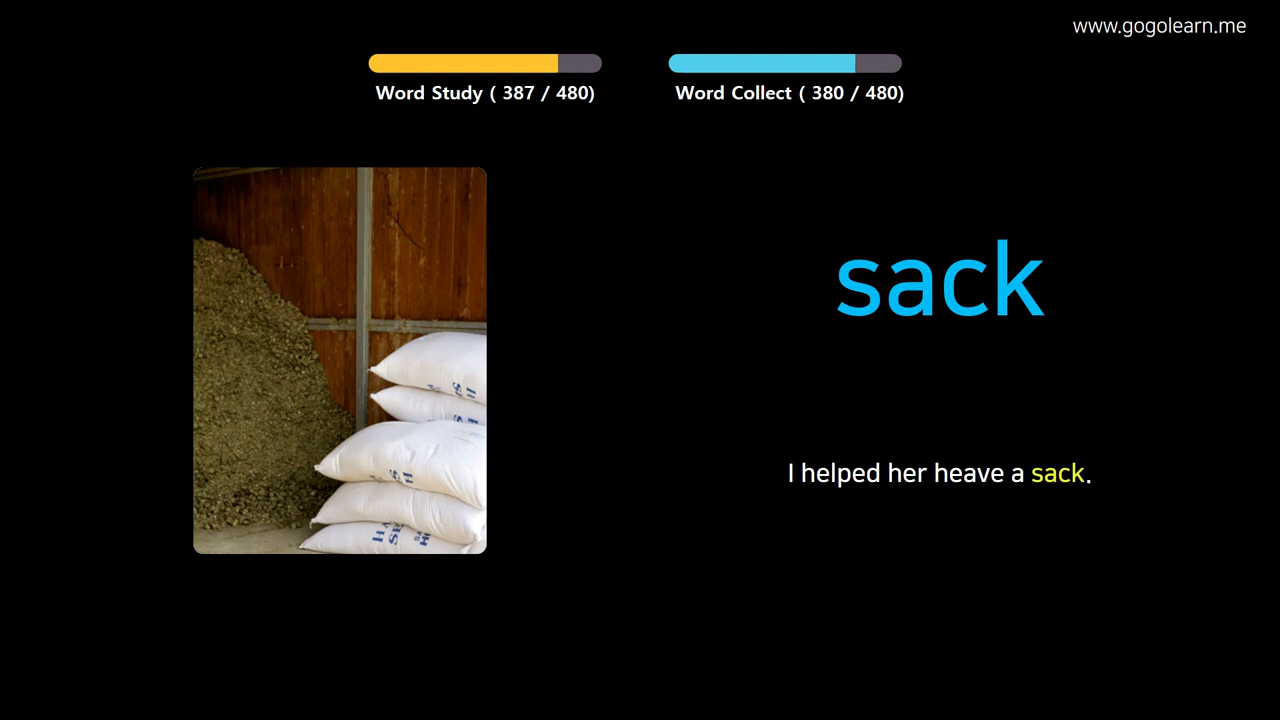 www.gogolearn.me
Word Study ( 387 / 480)
Word Collect ( 380 / 480)
sack
I helped her heave a sack.